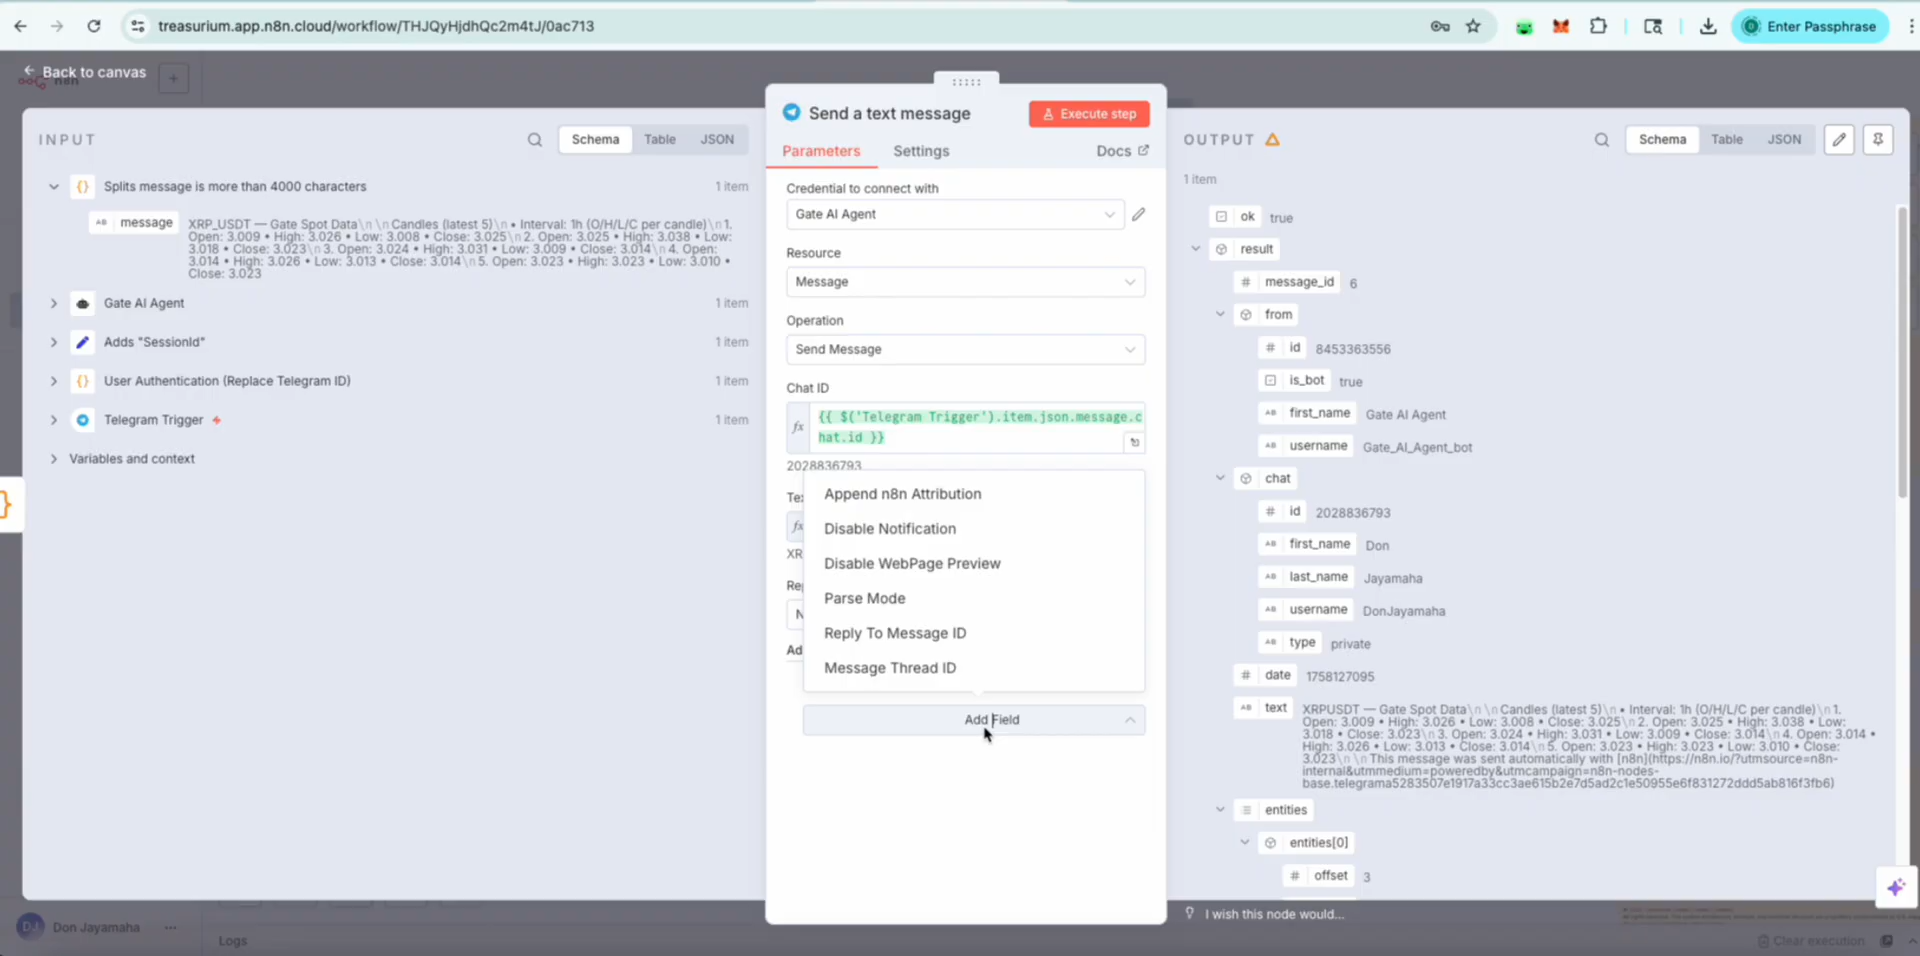 treasurium.app.n8n.cloud/workflow/THJQyHjdhQc2m4tJ/0ac713
Enter Passphrase
Back to canvas
INPUT
Schema
Table
JSON
Splits message is more than 4000 characters
1 item
message
XRP_USDT — Gate Spot Data\n \n Candles (latest 5)\n • Interval: 1h (O/H/L/C per candle)\n 1.
Open: 3.009 • High: 3.026 • Low: 3.008 • Close: 3.025\n 2. Open: 3.025 • High: 3.038 • Low:
3.018 • Close: 3.023\n 3. Open: 3.024 • High: 3.031 • Low: 3.009 • Close: 3.014\n 4. Open:
3.014 • High: 3.026 • Low: 3.013 • Close: 3.014\n 5. Open: 3.023 • High: 3.023 • Low: 3.010 •
Close: 3.023
Gate AI Agent
1 item
Adds "SessionId"
1 item
User Authentication (Replace Telegram ID)
1 item
Telegram Trigger
1 item
Variables and context
Send a text message
Execute step
Parameters
Settings
Docs
Credential to connect with
Gate AI Agent
Resource
Message
Operation
Send Message
Chat ID
fx
{{ $('Telegram Trigger').item.json.message.c
hat.id }}
2028836793
Append n8n Attribution
Disable Notification
Disable WebPage Preview
Parse Mode
Reply To Message ID
Message Thread ID
Add Field
OUTPUT
Schema
Table
JSON
1 item
ok true
result
# message_id 6
from
# id 8453363556
is_bot true
first_name Gate AI Agent
username Gate_AI_Agent_bot
chat
# id 2028836793
first_name Don
last_name Jayamaha
username DonJayamaha
type private
# date 1758127095
text
XRPUSDT — Gate Spot Data\n \n Candles (latest 5)\n • Interval: 1h (O/H/L/C per candle)\n 1.
Open: 3.009 • High: 3.026 • Low: 3.008 • Close: 3.025\n 2. Open: 3.025 • High: 3.038 • Low:
3.018 • Close: 3.023\n 3. Open: 3.024 • High: 3.031 • Low: 3.009 • Close: 3.014\n 4. Open: 3.014 •
High: 3.026 • Low: 3.013 • Close: 3.014\n 5. Open: 3.023 • High: 3.023 • Low: 3.010 • Close:
3.023\n \n This message was sent automatically with [n8n](https://n8n.io/?utmsource=n8n-
internal&utmmedium=poweredby&utmcampaign=n8n-nodes-
base.telegrama5283507e1917a33cc3ae615b2e7d5ad2c1e50955e6f831272ddd5ab816f3fb6)
entities
entities[0]
# offset 3
I wish this node would...
DJ
Don Jayamaha
Logs
Clear execution